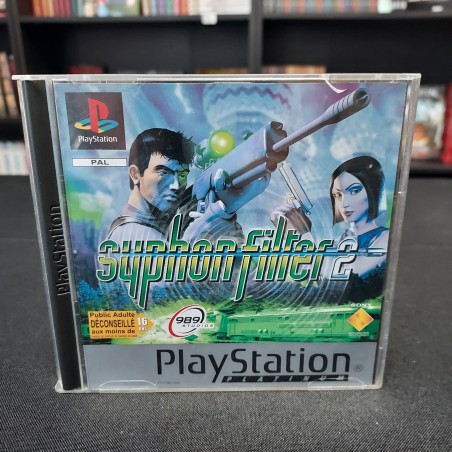 PlayStation
PAL
PlayStation
syphon filter 2
Public Adulte
DÉCONSEILLÉ
aux moins de
16
989
STUDIOS
SONY
PlayStation
PLATINUM